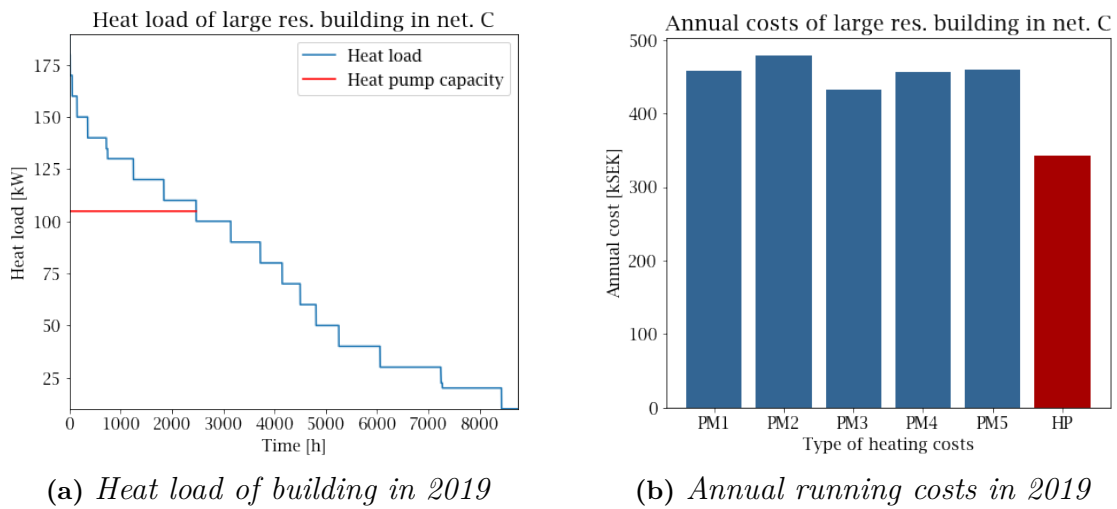 Heat load of large res. building in net. C
175
150
125
100
75
50
25
Heat load [kW]
Heat load
Heat pump capacity
0 1000 2000 3000 4000 5000 6000 7000 8000
Time [h]
(a) Heat load of building in 2019
Annual costs of large res. building in net. C
500
400
300
200
100
0
Annual cost [kSEK]
PM1 PM2 PM3 PM4 PM5 HP
Type of heating costs
(b) Annual running costs in 2019